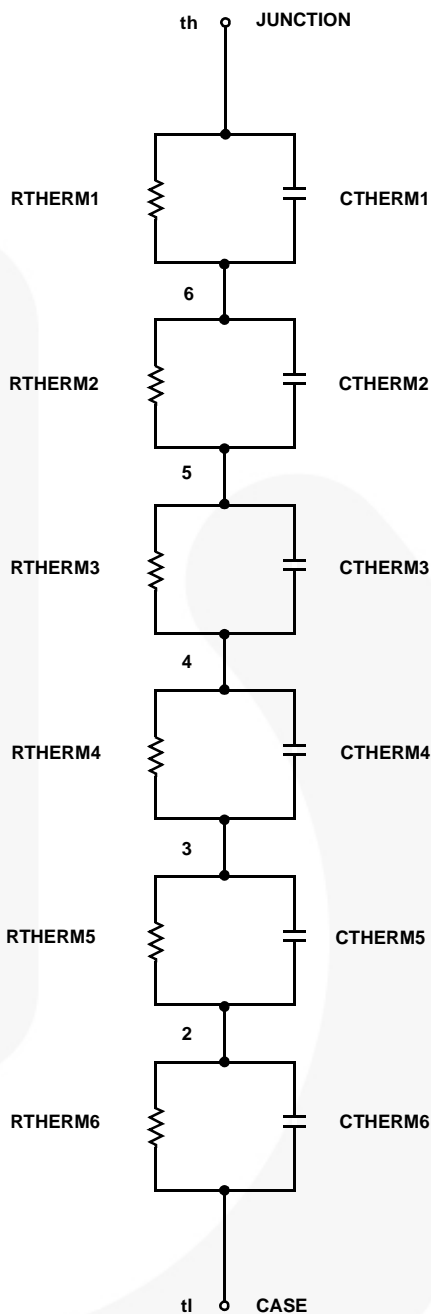 th JUNCTION
RTHERM1 CTHERM1
6
RTHERM2 CTHERM2
5
RTHERM3 CTHERM3
4
RTHERM4 CTHERM4
3
RTHERM5 CTHERM5
2
RTHERM6 CTHERM6
tl CASE